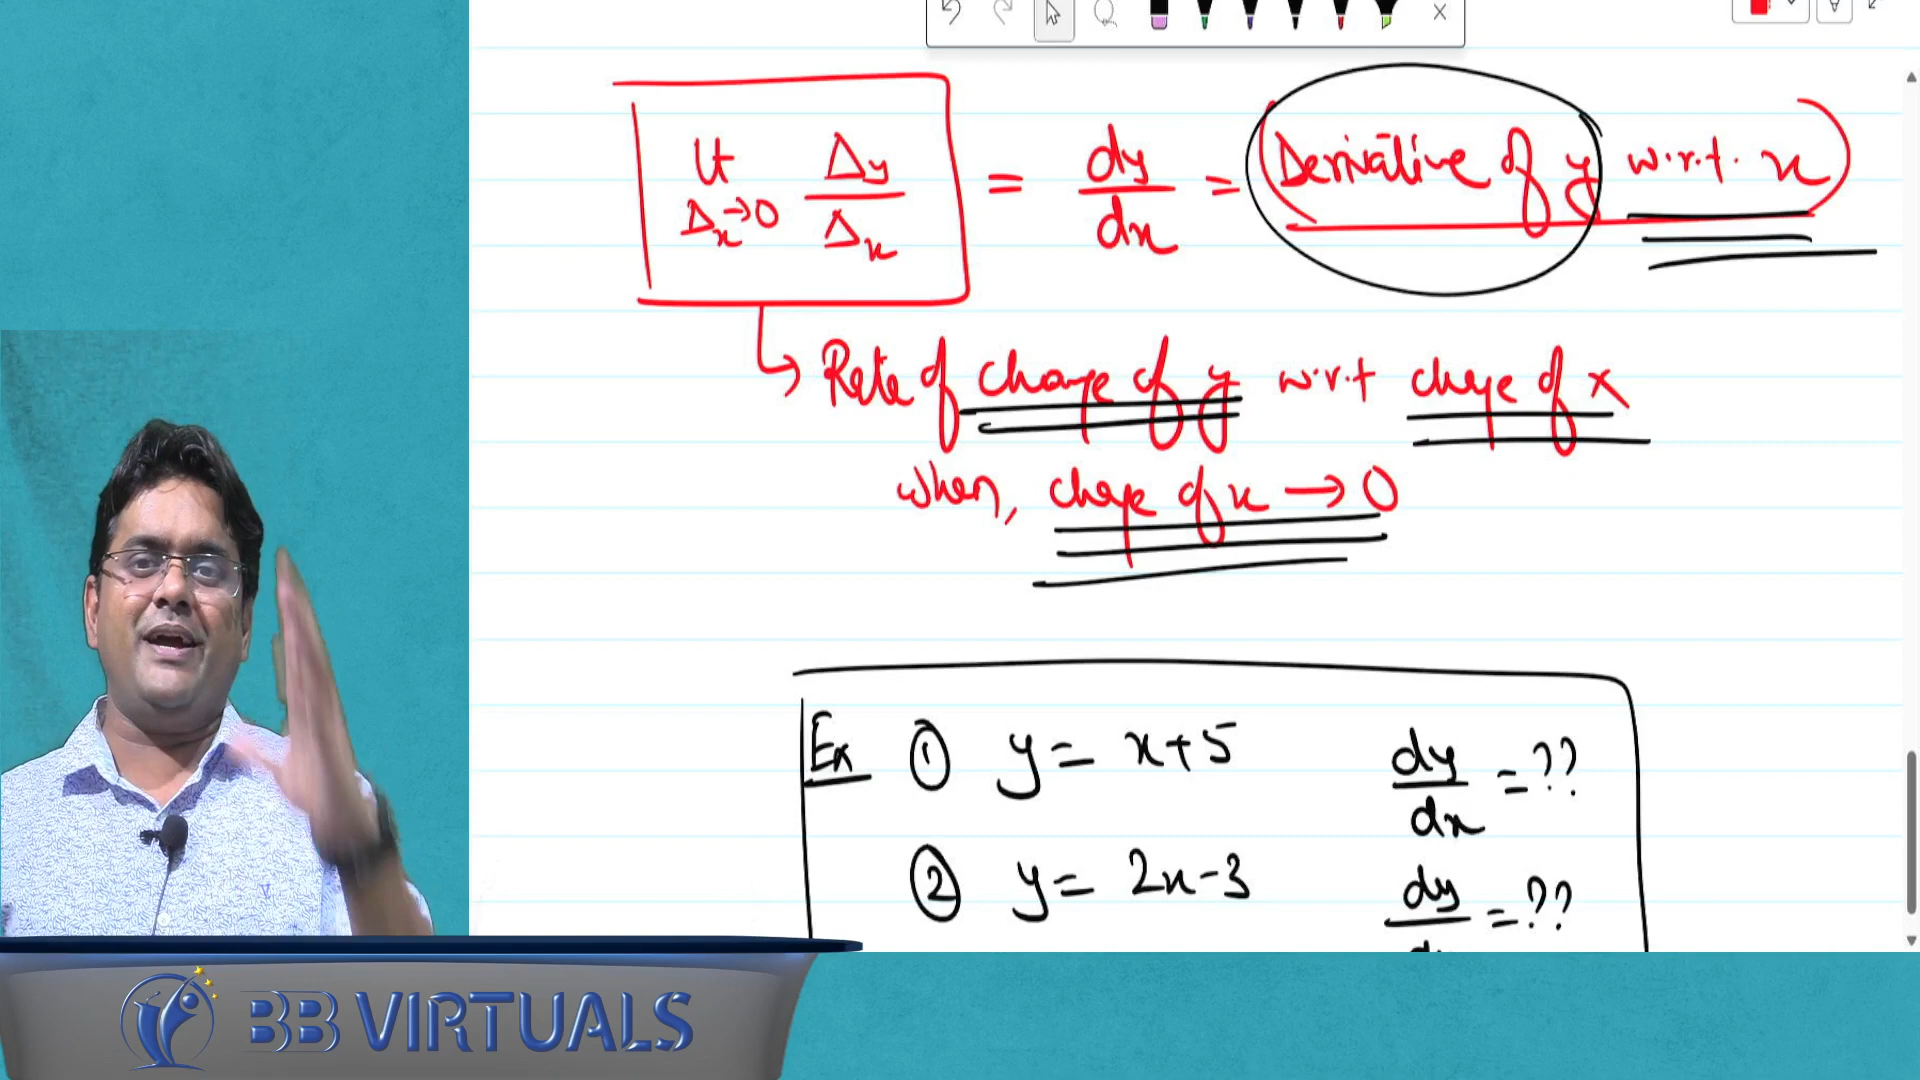 lt Δy
Δx→0 Δx
= dy/dx = (Derivative of y w.r.t. x)
Rate of change of y w.r.t change of x
when, change of x → 0
Ex ① y = x+5 dy/dx = ??
② y = 2x-3 dy = ??
BB VIRTUALS